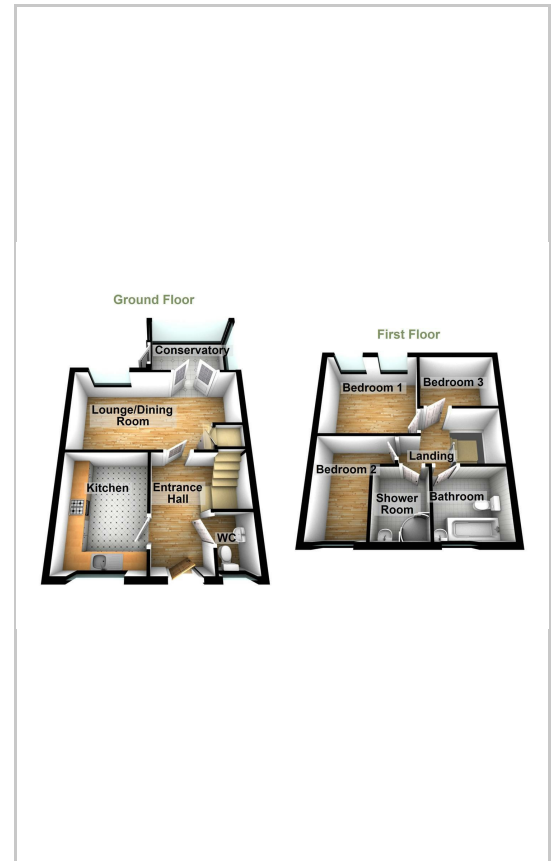 Ground Floor
Conservatory
Lounge/Dining
Room
Kitchen
Entrance
Hall
WC
First Floor
Bedroom 1
Bedroom 3
Landing
Bedroom 2
Shower
Room
Bathroom